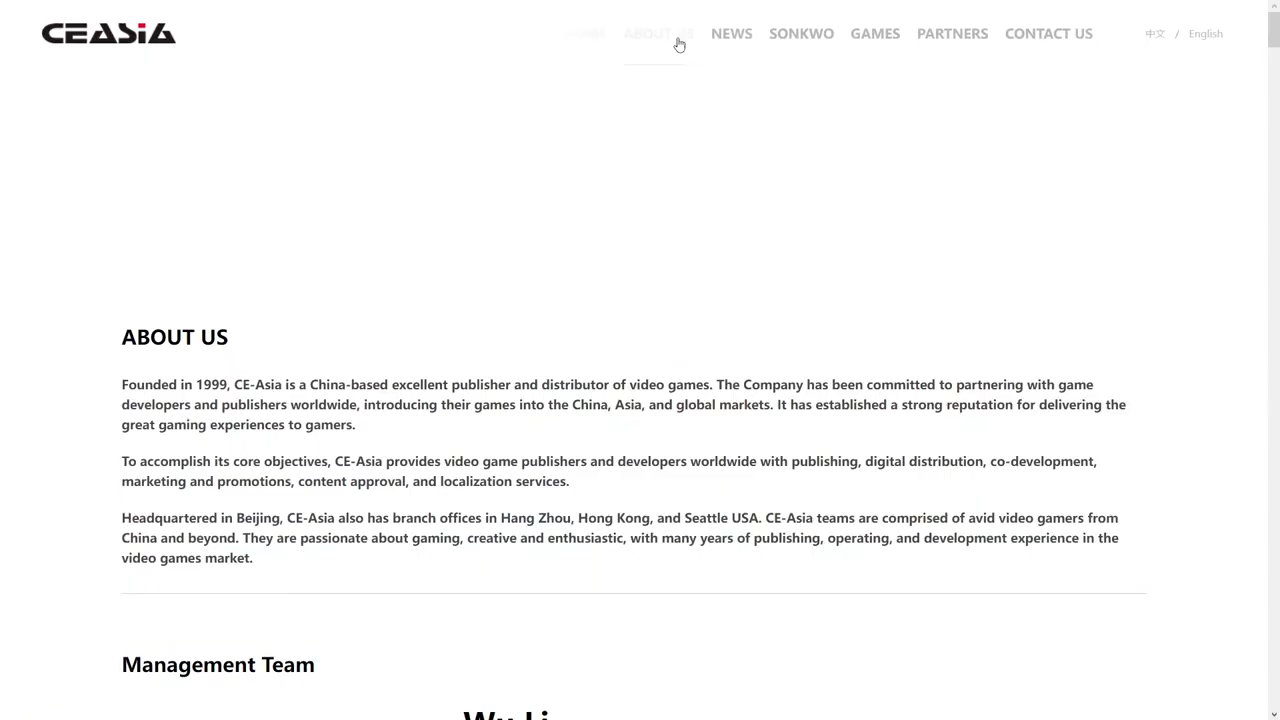 CEASIA
HOME ABOUT US NEWS SONKWO GAMES PARTNERS CONTACT US 中文 / English
ABOUT US
Founded in 1999, CE-Asia is a China-based excellent publisher and distributor of video games. The Company has been committed to partnering with game
developers and publishers worldwide, introducing their games into the China, Asia, and global markets. It has established a strong reputation for delivering the
great gaming experiences to gamers.
To accomplish its core objectives, CE-Asia provides video game publishers and developers worldwide with publishing, digital distribution, co-development,
marketing and promotions, content approval, and localization services.
Headquartered in Beijing, CE-Asia also has branch offices in Hang Zhou, Hong Kong, and Seattle USA. CE-Asia teams are comprised of avid video gamers from
China and beyond. They are passionate about gaming, creative and enthusiastic, with many years of publishing, operating, and development experience in the
video games market.
Management Team
Wu Li